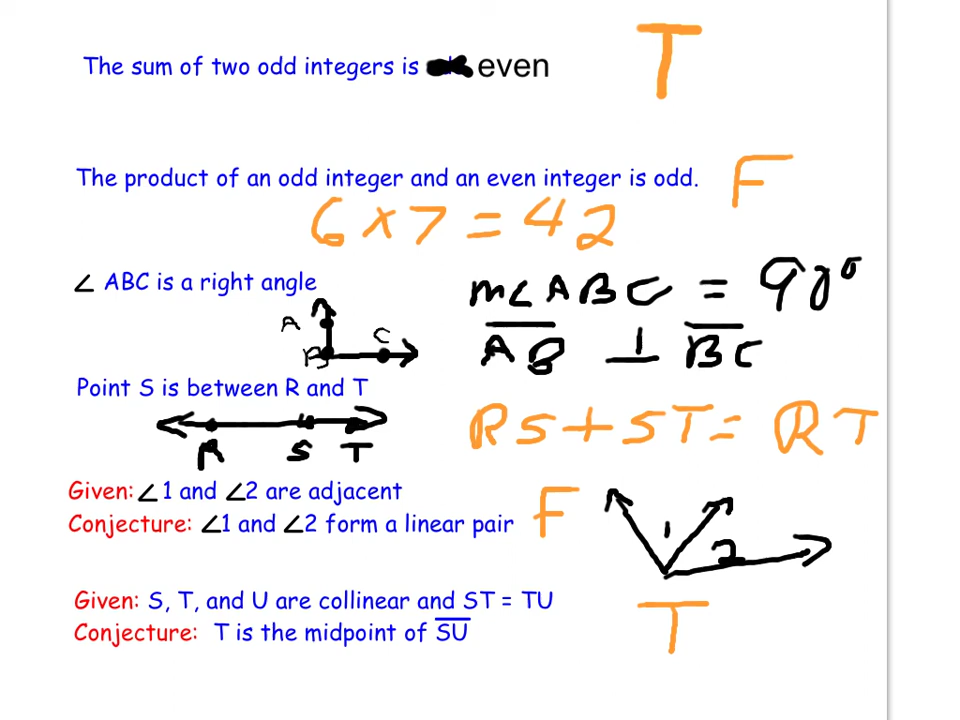 The sum of two odd integers is even T
The product of an odd integer and an even integer is odd. F
6 x 7 = 42
∠ ABC is a right angle
m∠ABC = 90°
A
C
B
AB ⊥ BC
Point S is between R and T
R S T
RS + ST = RT
Given: ∠1 and ∠2 are adjacent
Conjecture: ∠1 and ∠2 form a linear pair F
1 2
Given: S, T, and U are collinear and ST = TU
Conjecture: T is the midpoint of SU T